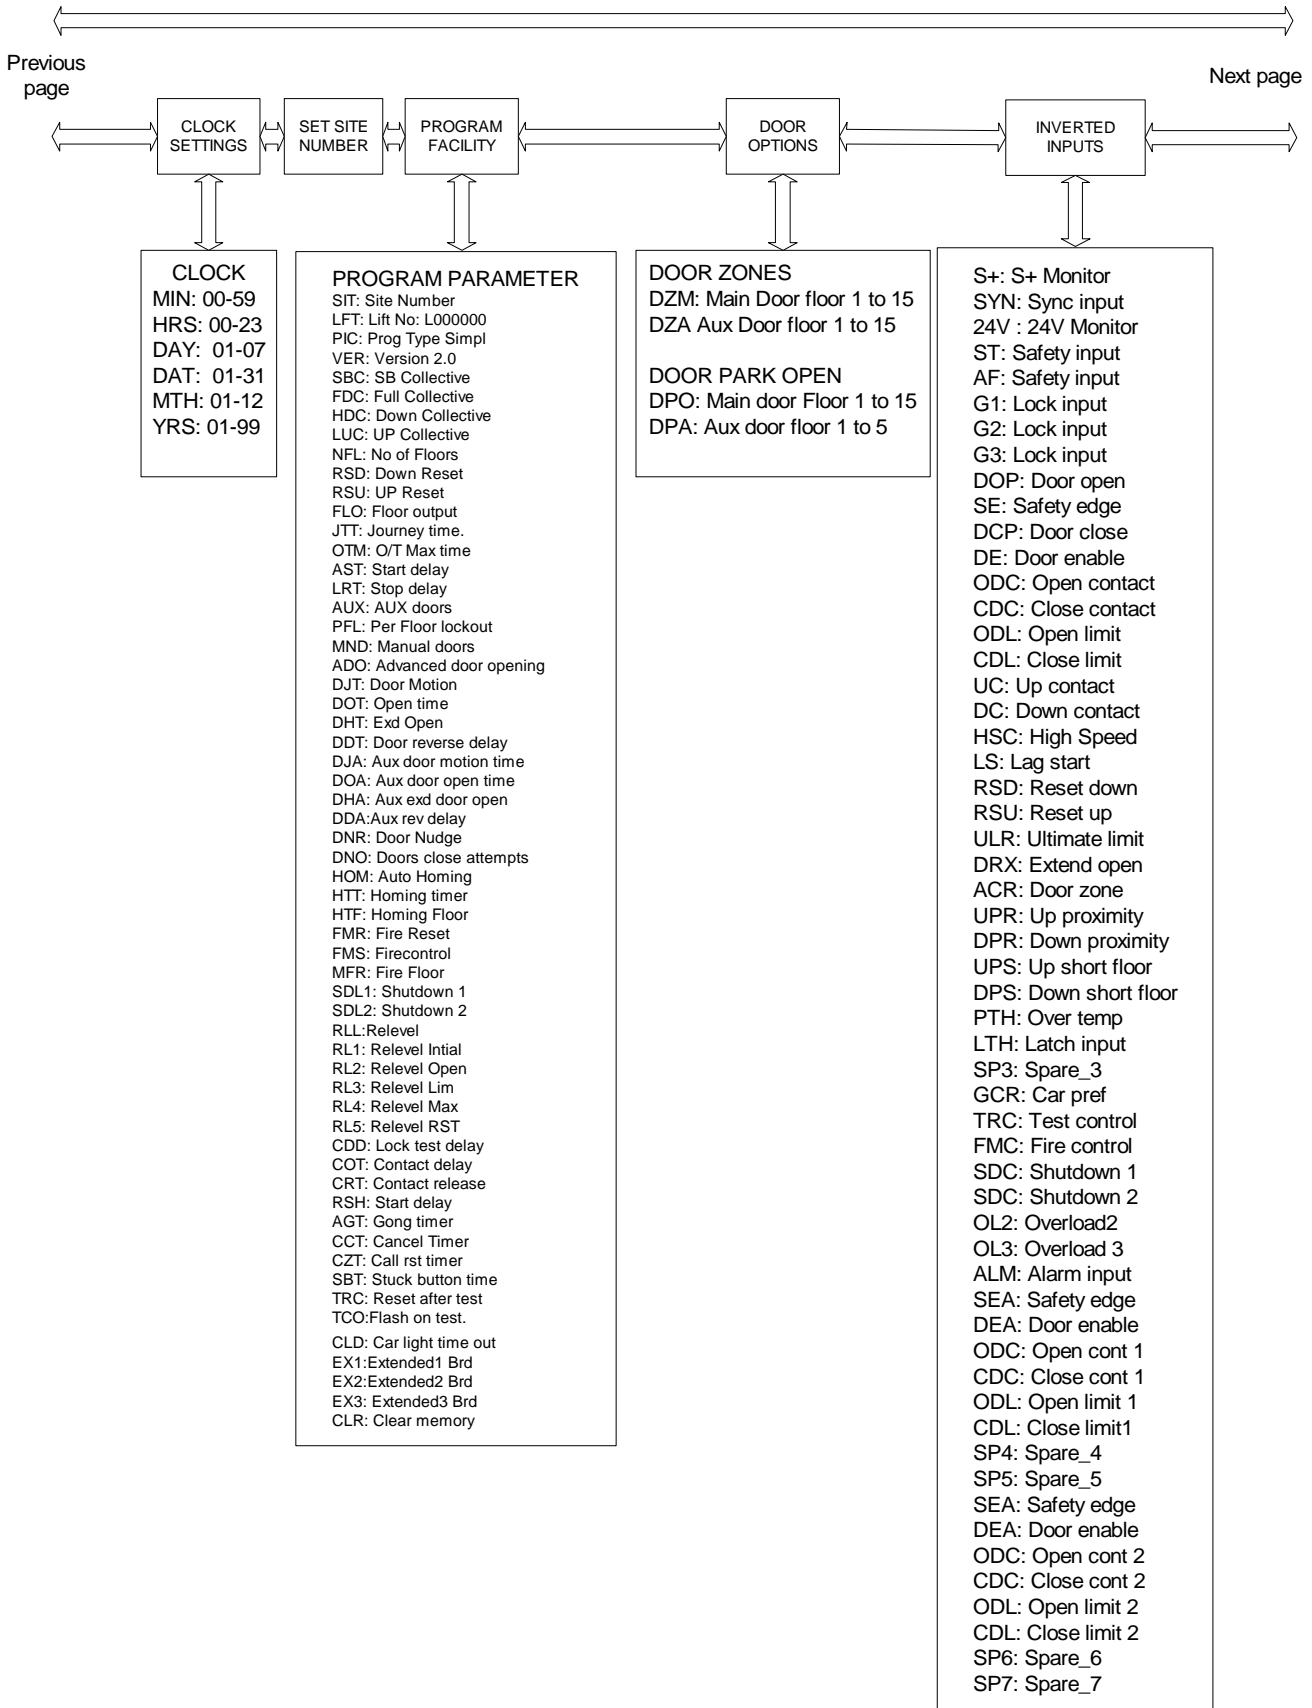 Previous
page
Next page
CLOCK
SETTINGS
SET SITE
NUMBER
PROGRAM
FACILITY
DOOR
OPTIONS
INVERTED
INPUTS
CLOCK
MIN: 00-59
HRS: 00-23
DAY: 01-07
DAT: 01-31
MTH: 01-12
YRS: 01-99
PROGRAM PARAMETER
SIT: Site Number
LFT: Lift No: L000000
PIC: Prog Type Simpl
VER: Version 2.0
SBC: SB Collective
FDC: Full Collective
HDC: Down Collective
LUC: UP Collective
NFL: No of Floors
RSD: Down Reset
RSU: UP Reset
FLO: Floor output
JTT: Journey time.
OTM: O/T Max time
AST: Start delay
LRT: Stop delay
AUX: AUX doors
PFL: Per Floor lockout
MND: Manual doors
ADO: Advanced door opening
DJT: Door Motion
DOT: Open time
DHT: Exd Open
DDT: Door reverse delay
DJA: Aux door motion time
DOA: Aux door open time
DHA: Aux exd door open
DDA:Aux rev delay
DNR: Door Nudge
DNO: Doors close attempts
HOM: Auto Homing
HTT: Homing timer
HTF: Homing Floor
FMR: Fire Reset
FMS: Firecontrol
MFR: Fire Floor
SDL1: Shutdown 1
SDL2: Shutdown 2
RLL:Relevel
RL1: Relevel Intial
RL2: Relevel Open
RL3: Relevel Lim
RL4: Relevel Max
RL5: Relevel RST
CDD: Lock test delay
COT: Contact delay
CRT: Contact release
RSH: Start delay
AGT: Gong timer
CCT: Cancel Timer
CZT: Call rst timer
SBT: Stuck button time
TRC: Reset after test
TCO:Flash on test.
CLD: Car light time out
EX1:Extended1 Brd
EX2:Extended2 Brd
EX3: Extended3 Brd
CLR: Clear memory
DOOR ZONES
DZM: Main Door floor 1 to 15
DZA Aux Door floor 1 to 15
DOOR PARK OPEN
DPO: Main door Floor 1 to 15
DPA: Aux door floor 1 to 5
S+: S+ Monitor
SYN: Sync input
24V : 24V Monitor
ST: Safety input
AF: Safety input
G1: Lock input
G2: Lock input
G3: Lock input
DOP: Door open
SE: Safety edge
DCP: Door close
DE: Door enable
ODC: Open contact
CDC: Close contact
ODL: Open limit
CDL: Close limit
UC: Up contact
DC: Down contact
HSC: High Speed
LS: Lag start
RSD: Reset down
RSU: Reset up
ULR: Ultimate limit
DRX: Extend open
ACR: Door zone
UPR: Up proximity
DPR: Down proximity
UPS: Up short floor
DPS: Down short floor
PTH: Over temp
LTH: Latch input
SP3: Spare_3
GCR: Car pref
TRC: Test control
FMC: Fire control
SDC: Shutdown 1
SDC: Shutdown 2
OL2: Overload2
OL3: Overload 3
ALM: Alarm input
SEA: Safety edge
DEA: Door enable
ODC: Open cont 1
CDC: Close cont 1
ODL: Open limit 1
CDL: Close limit1
SP4: Spare_4
SP5: Spare_5
SEA: Safety edge
DEA: Door enable
ODC: Open cont 2
CDC: Close cont 2
ODL: Open limit 2
CDL: Close limit 2
SP6: Spare_6
SP7: Spare_7